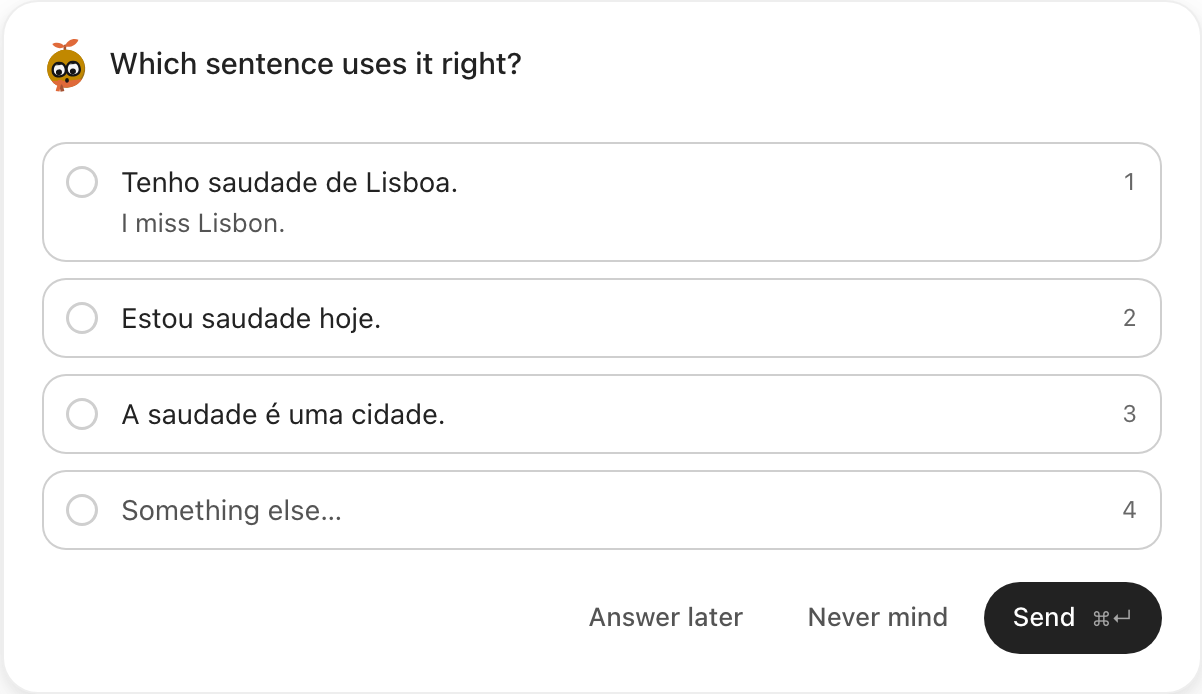 Which sentence uses it right?
Tenho saudade de Lisboa.
1
I miss Lisbon.
Estou saudade hoje.
2
A saudade é uma cidade.
3
Something else...
4
Answer later
Never mind
Send ⌘↵